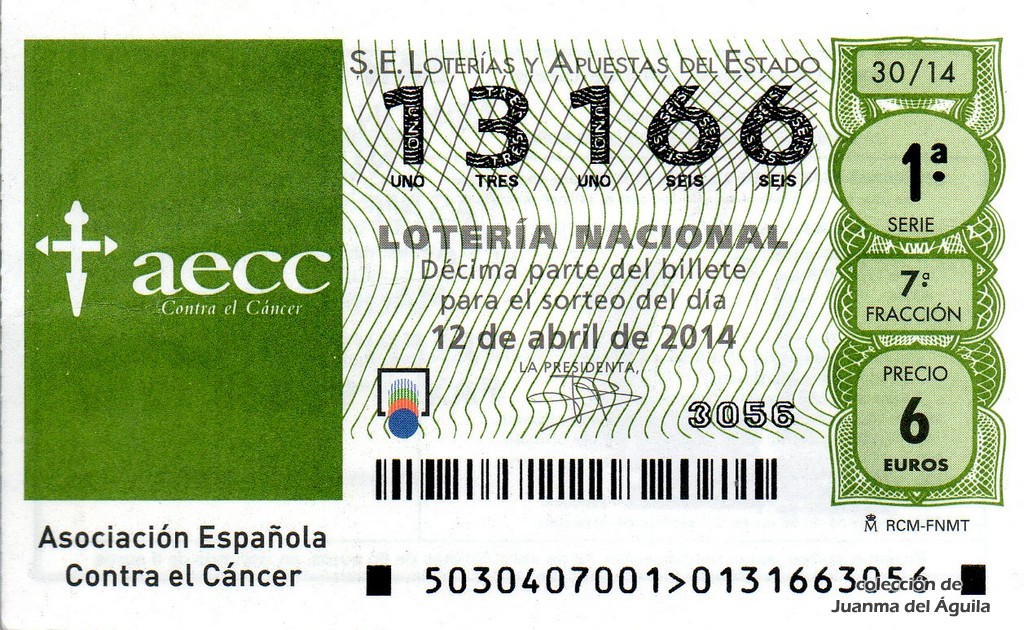 S.E. LOTERÍAS Y APUESTAS DEL ESTADO
13166
UNO TRES UNO SEIS SEIS
LOTERÍA NACIONAL
Décima parte del billete
para el sorteo del día
12 de abril de 2014
LA PRESIDENTA,
3056
aecc
Contra el Cáncer
Asociación Española
Contra el Cáncer
30/14
1ª
SERIE
7ª
FRACCIÓN
PRECIO
6
EUROS
RCM-FNMT
5030407001>0131663056
colección de
Juanma del Águila